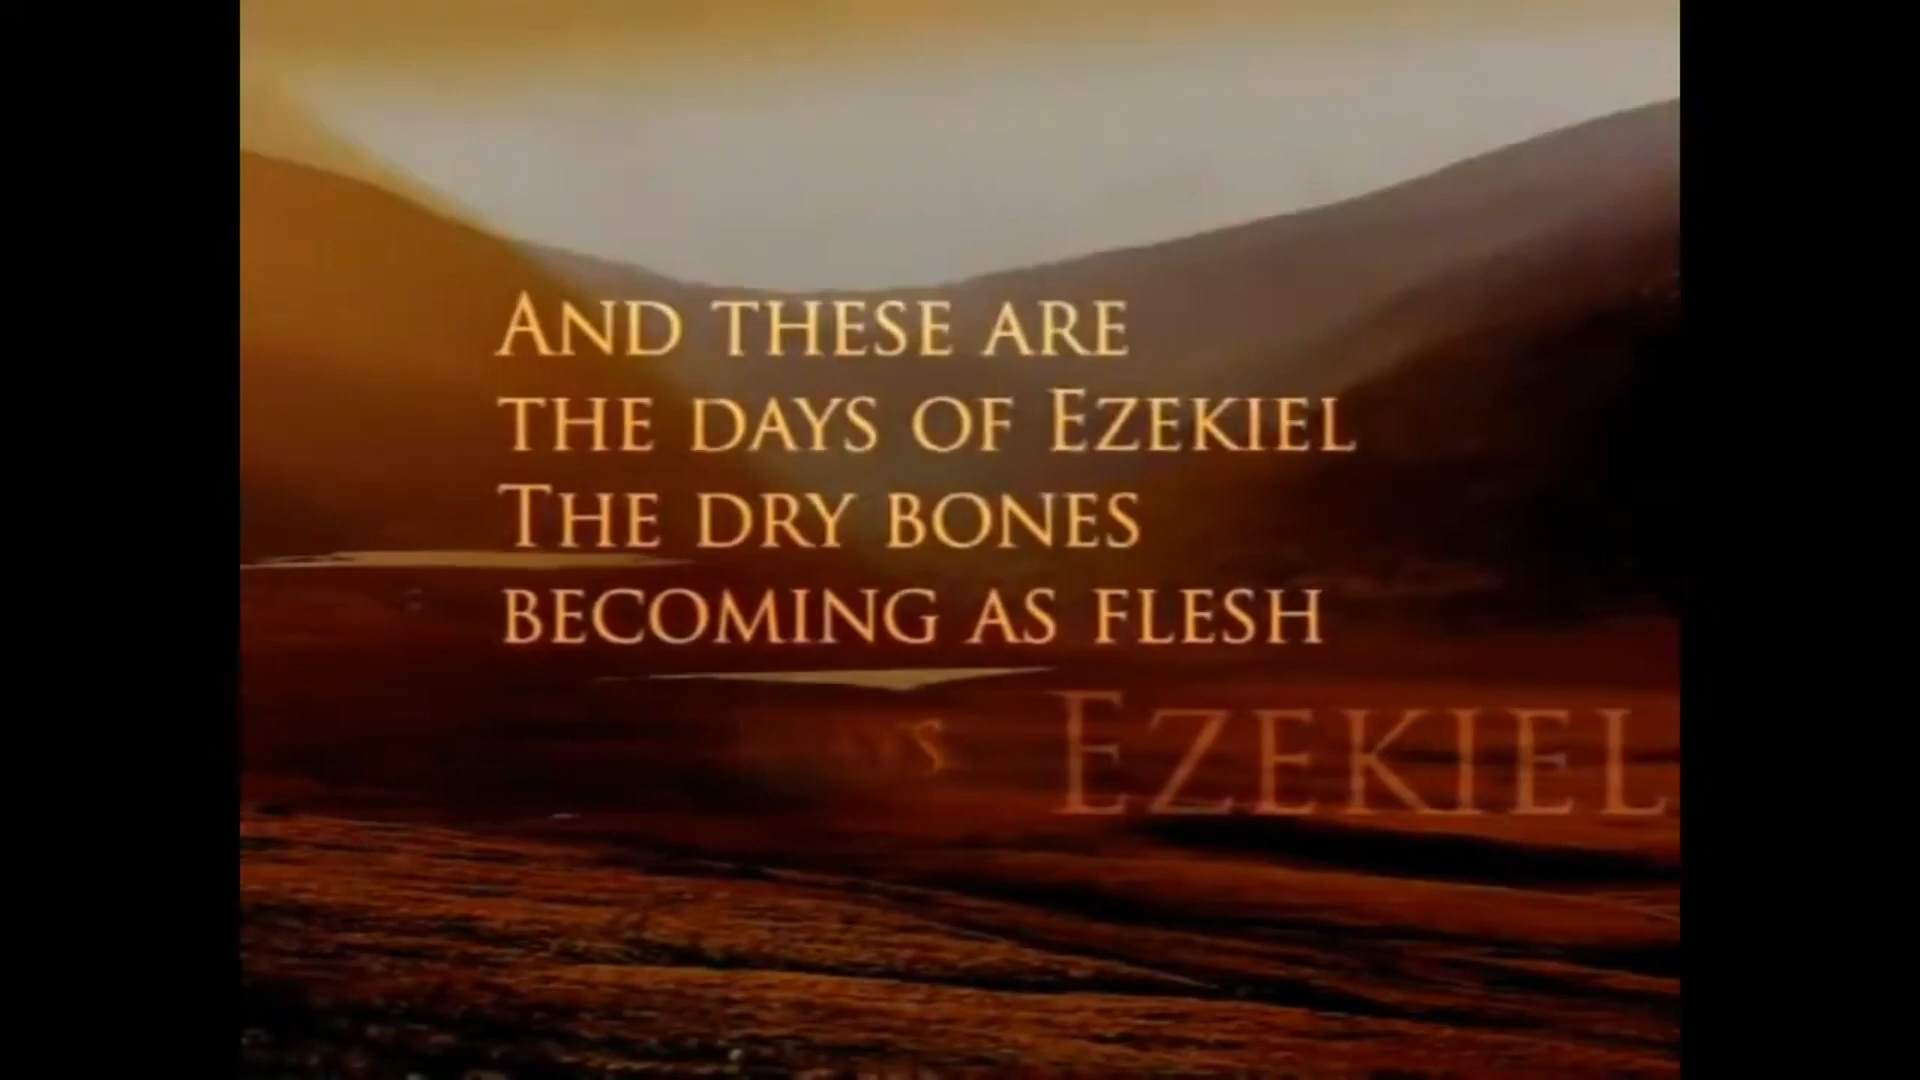 And these are
the days of Ezekiel
The dry bones
becoming as flesh
Ezekiel